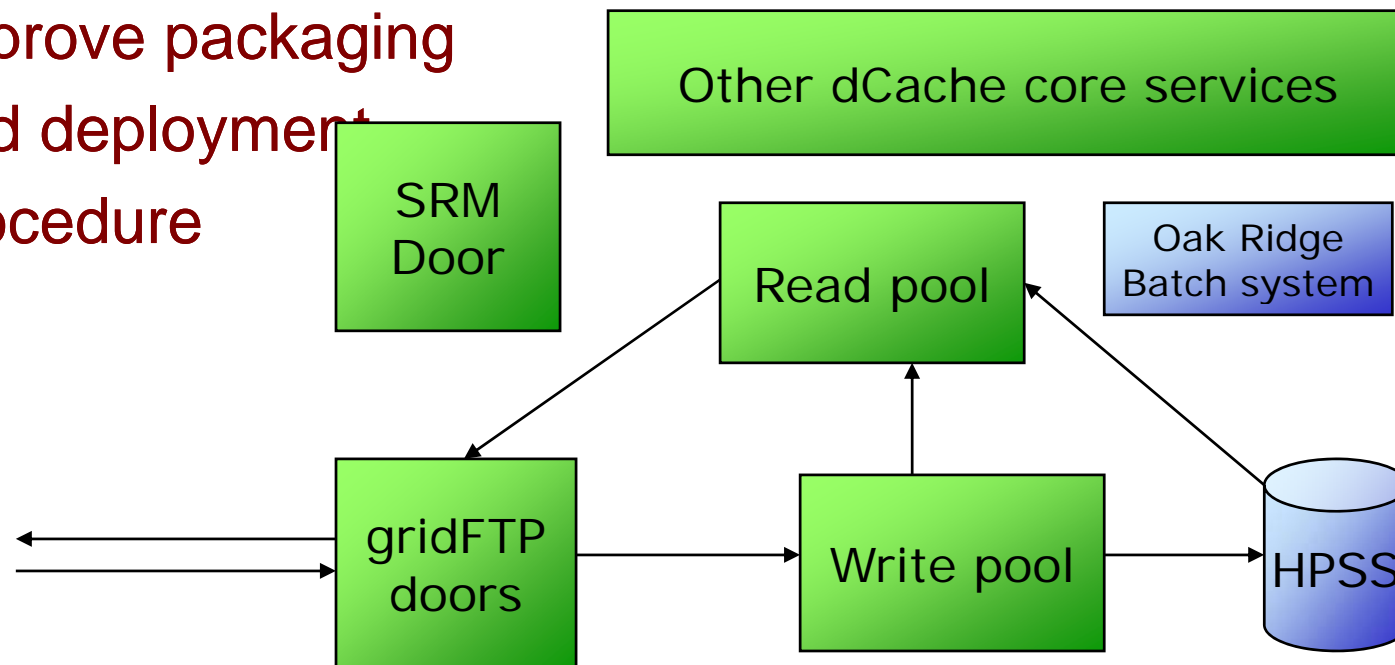 prove packaging
d deployment
ocedure
Other dCache core services
SRM
Door
Read pool
Oak Ridge
Batch system
gridFTP
doors
Write pool
HPSS